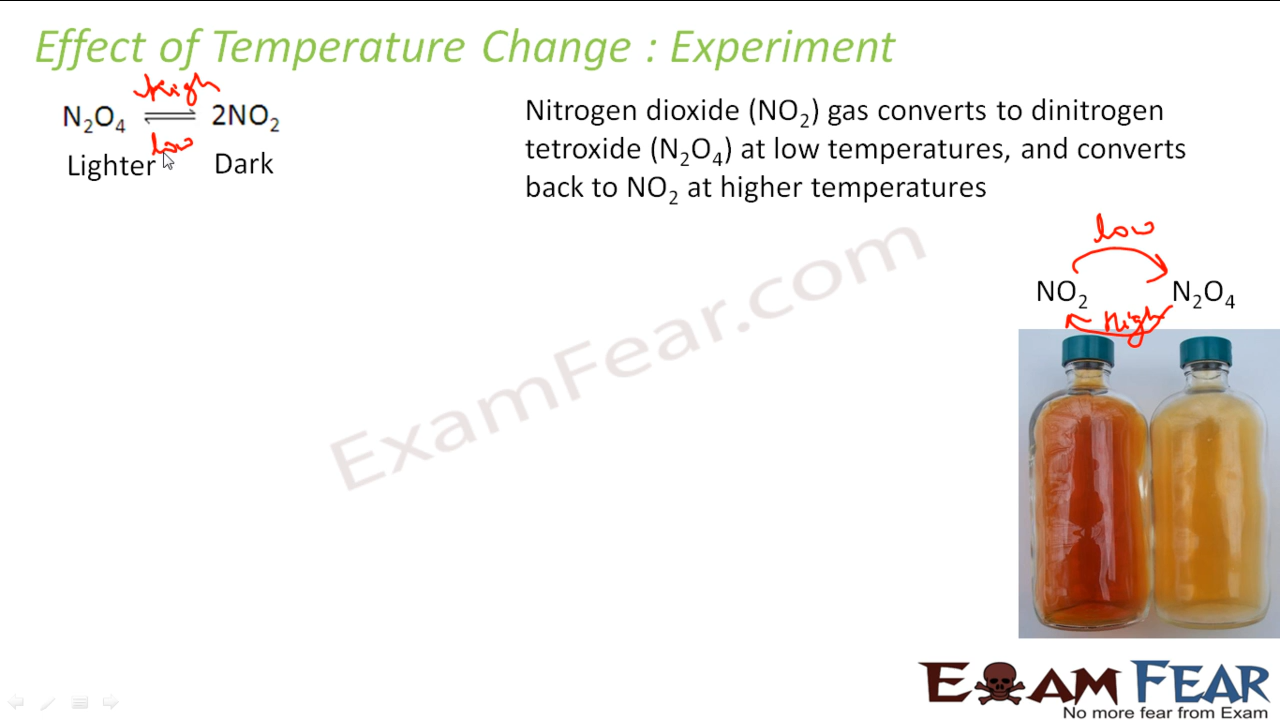 Effect of Temperature Change : Experiment
High
N₂O₄ ⇌ 2NO₂
low
Lighter Dark
Nitrogen dioxide (NO₂) gas converts to dinitrogen
tetroxide (N₂O₄) at low temperatures, and converts
back to NO₂ at higher temperatures
low
NO₂ N₂O₄
High
ExamFear.com
EXAM FEAR
No more fear from Exam